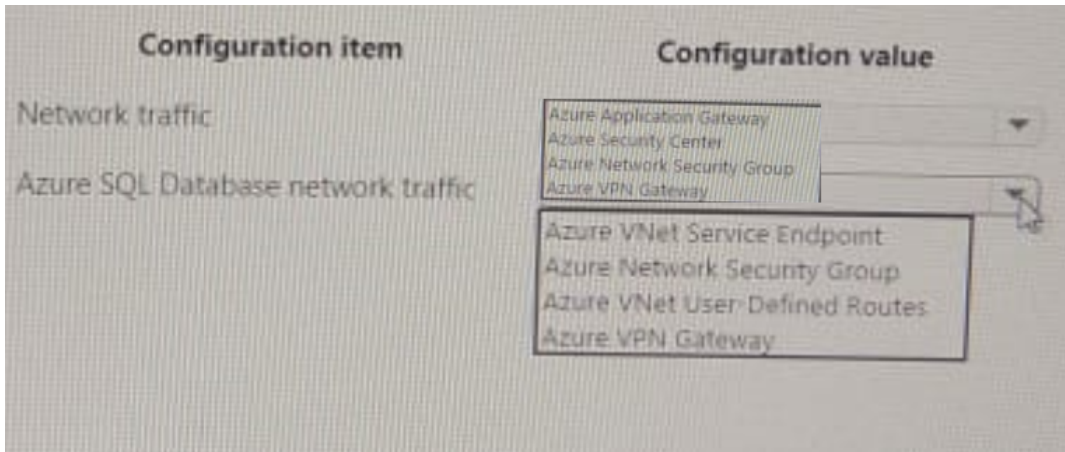 Configuration item
Configuration value
Network traffic
Azure Application Gateway
Azure Security Center
Azure Network Security Group
Azure VPN Gateway
Azure SQL Database network traffic
Azure VNet Service Endpoint
Azure Network Security Group
Azure VNet User-Defined Routes
Azure VPN Gateway